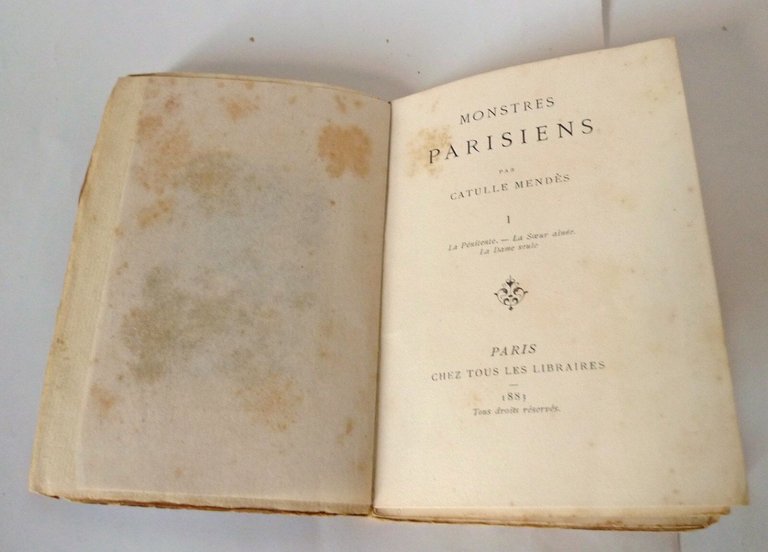 MONSTRES
PARISIENS
PAR
CATULLE MENDÈS
I
La Pénitente. — La Sœur aînée.
La Dame seule
PARIS
CHEZ TOUS LES LIBRAIRES
1883
Tous droits réservés.